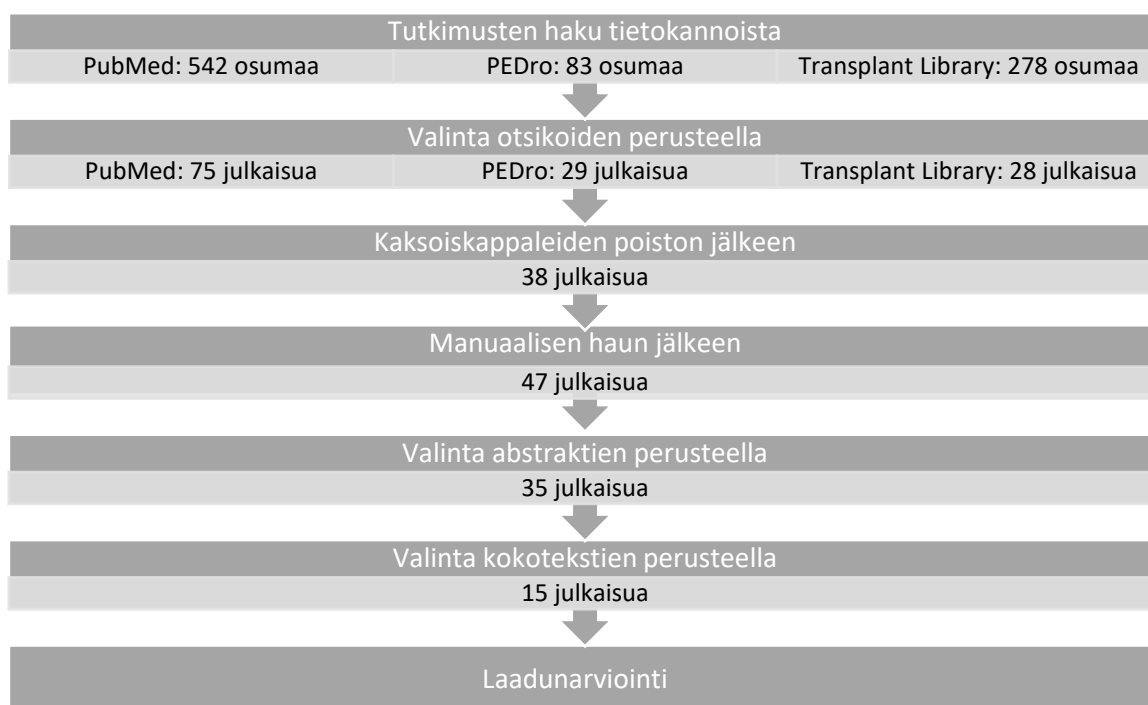 Tutkimusten haku tietokannoista
PubMed: 542 osumaa PEDro: 83 osumaa Transplant Library: 278 osumaa
Valinta otsikoiden perusteella
PubMed: 75 julkaisua PEDro: 29 julkaisua Transplant Library: 28 julkaisua
Kaksoiskappaleiden poiston jälkeen
38 julkaisua
Manuaalisen haun jälkeen
47 julkaisua
Valinta abstraktien perusteella
35 julkaisua
Valinta kokotekstien perusteella
15 julkaisua
Laadunarviointi